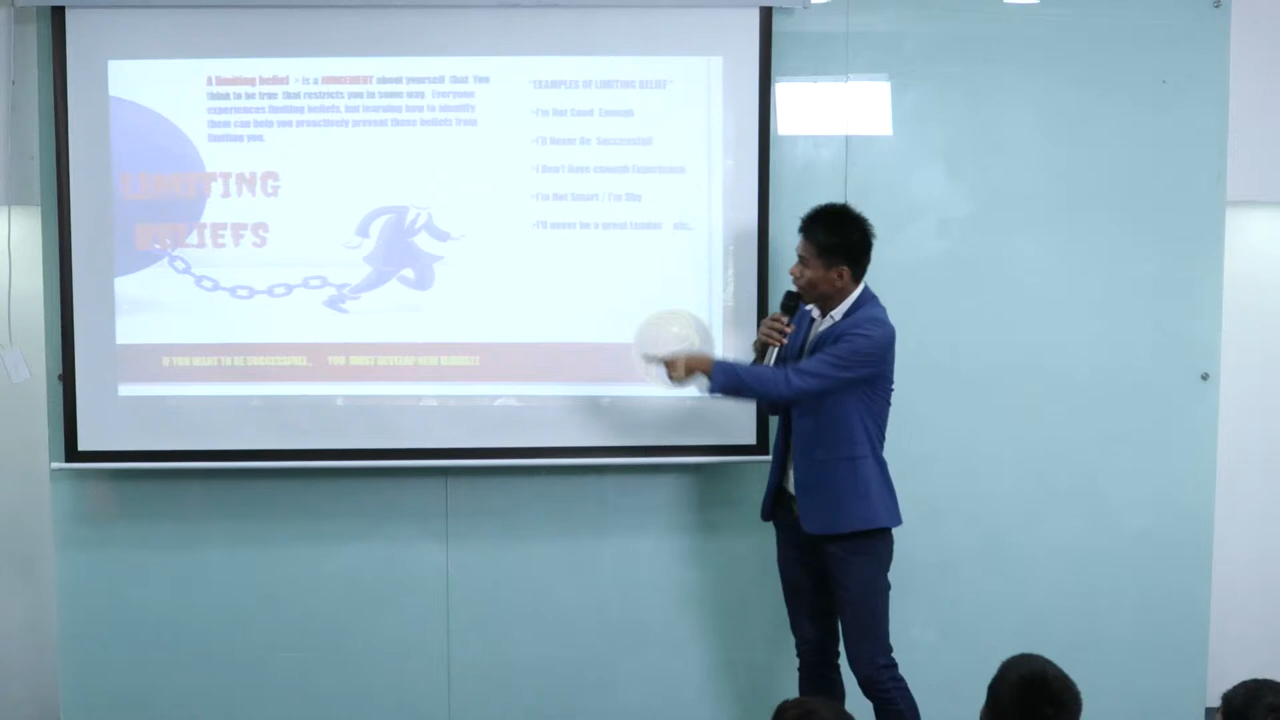 A limiting belief - is a JUDGEMENT about yourself that You
think to be true that restricts you in some way. Everyone
experiences limiting beliefs, but learning how to identify
them can help you proactively prevent those beliefs from
limiting you.
LIMITING
BELIEFS
"EXAMPLES OF LIMITING BELIEF"
-I'm Not Good Enough
-I'll Never Be Successful
-I Don't Have enough Experience
-I'm Not Smart / I'm Shy
-I'll never be a great Leader etc..
IF YOU WANT TO BE SUCCESSFUL, YOU MUST DEVELOP NEW